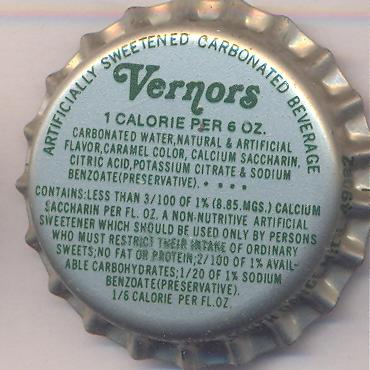 ARTIFICIALLY SWEETENED CARBONATED BEVERAGE
Vernors
1 CALORIE PER 6 OZ.
CARBONATED WATER, NATURAL & ARTIFICIAL
FLAVOR, CARAMEL COLOR, CALCIUM SACCHARIN,
CITRIC ACID, POTASSIUM CITRATE & SODIUM
BENZOATE (PRESERVATIVE).
CONTAINS: LESS THAN 3/100 OF 1% (8.85.MGS.) CALCIUM
SACCHARIN PER FL. OZ. A NON-NUTRITIVE ARTIFICIAL
SWEETENER WHICH SHOULD BE USED ONLY BY PERSONS
WHO MUST RESTRICT THEIR INTAKE OF ORDINARY
SWEETS; NO FAT OR PROTEIN; 2/100 OF 1% AVAIL-
ABLE CARBOHYDRATES; 1/20 OF 1% SODIUM
BENZOATE (PRESERVATIVE).
1/6 CALORIE PER FL. OZ.